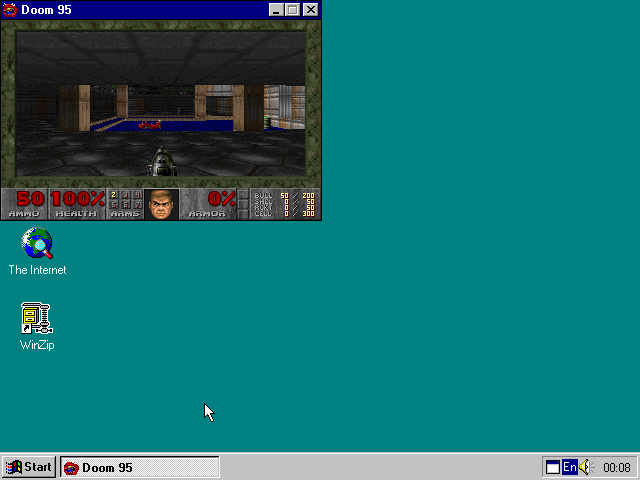 Doom 95
50 100% 2 3 4 0% BULL 50 / 200
5 6 7 SHEL 0 / 50
RCKT 0 / 50
AMMO HEALTH ARMS ARMOR CELL 0 / 300
The Internet
WinZip
Start Doom 95 En 00:08